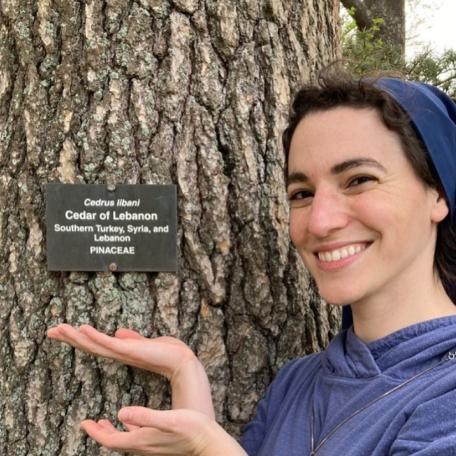 Cedrus libani
Cedar of Lebanon
Southern Turkey, Syria, and
Lebanon
PINACEAE